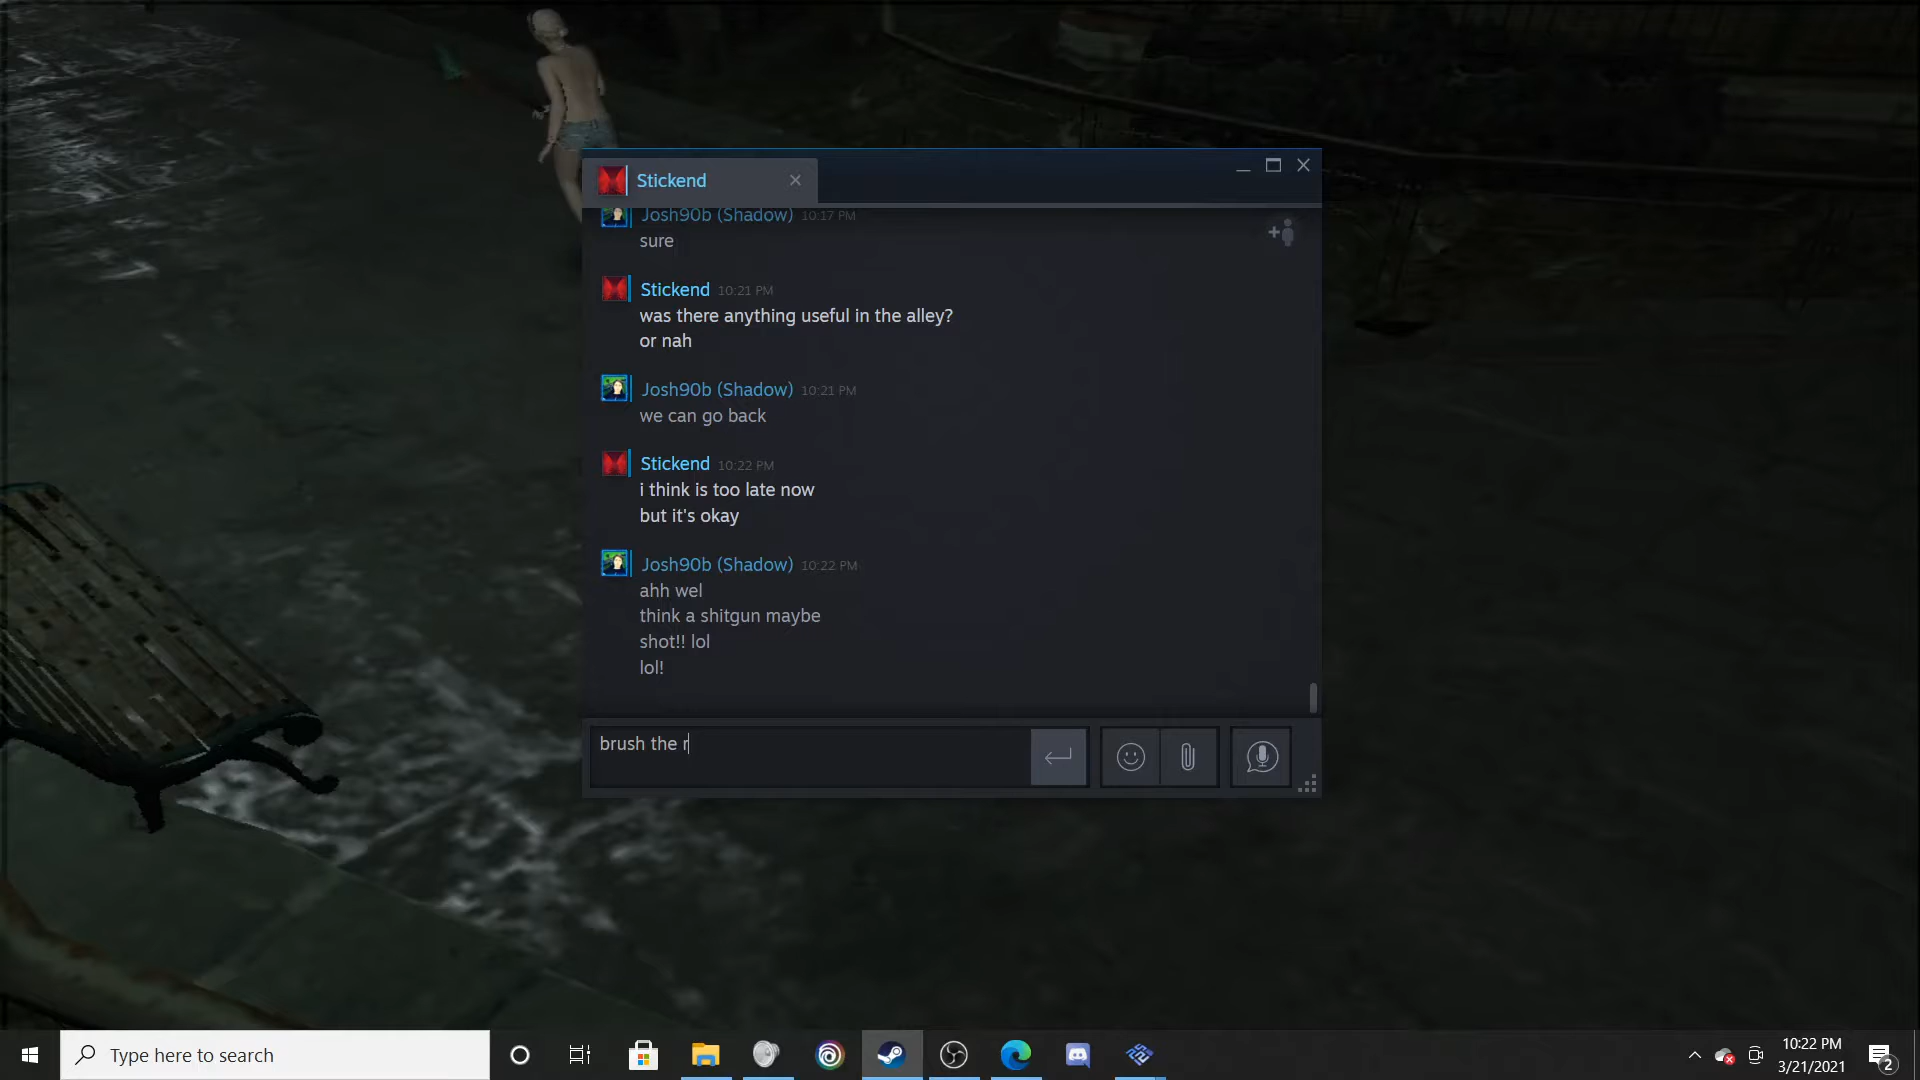 Stickend
Josh90b (Shadow) 10:17 PM
sure
Stickend 10:21 PM
was there anything useful in the alley?
or nah
Josh90b (Shadow) 10:21 PM
we can go back
Stickend 10:22 PM
i think is too late now
but it's okay
Josh90b (Shadow) 10:22 PM
ahh wel
think a shitgun maybe
shot!! lol
lol!
brush the r
Type here to search
10:22 PM
3/21/2021
2